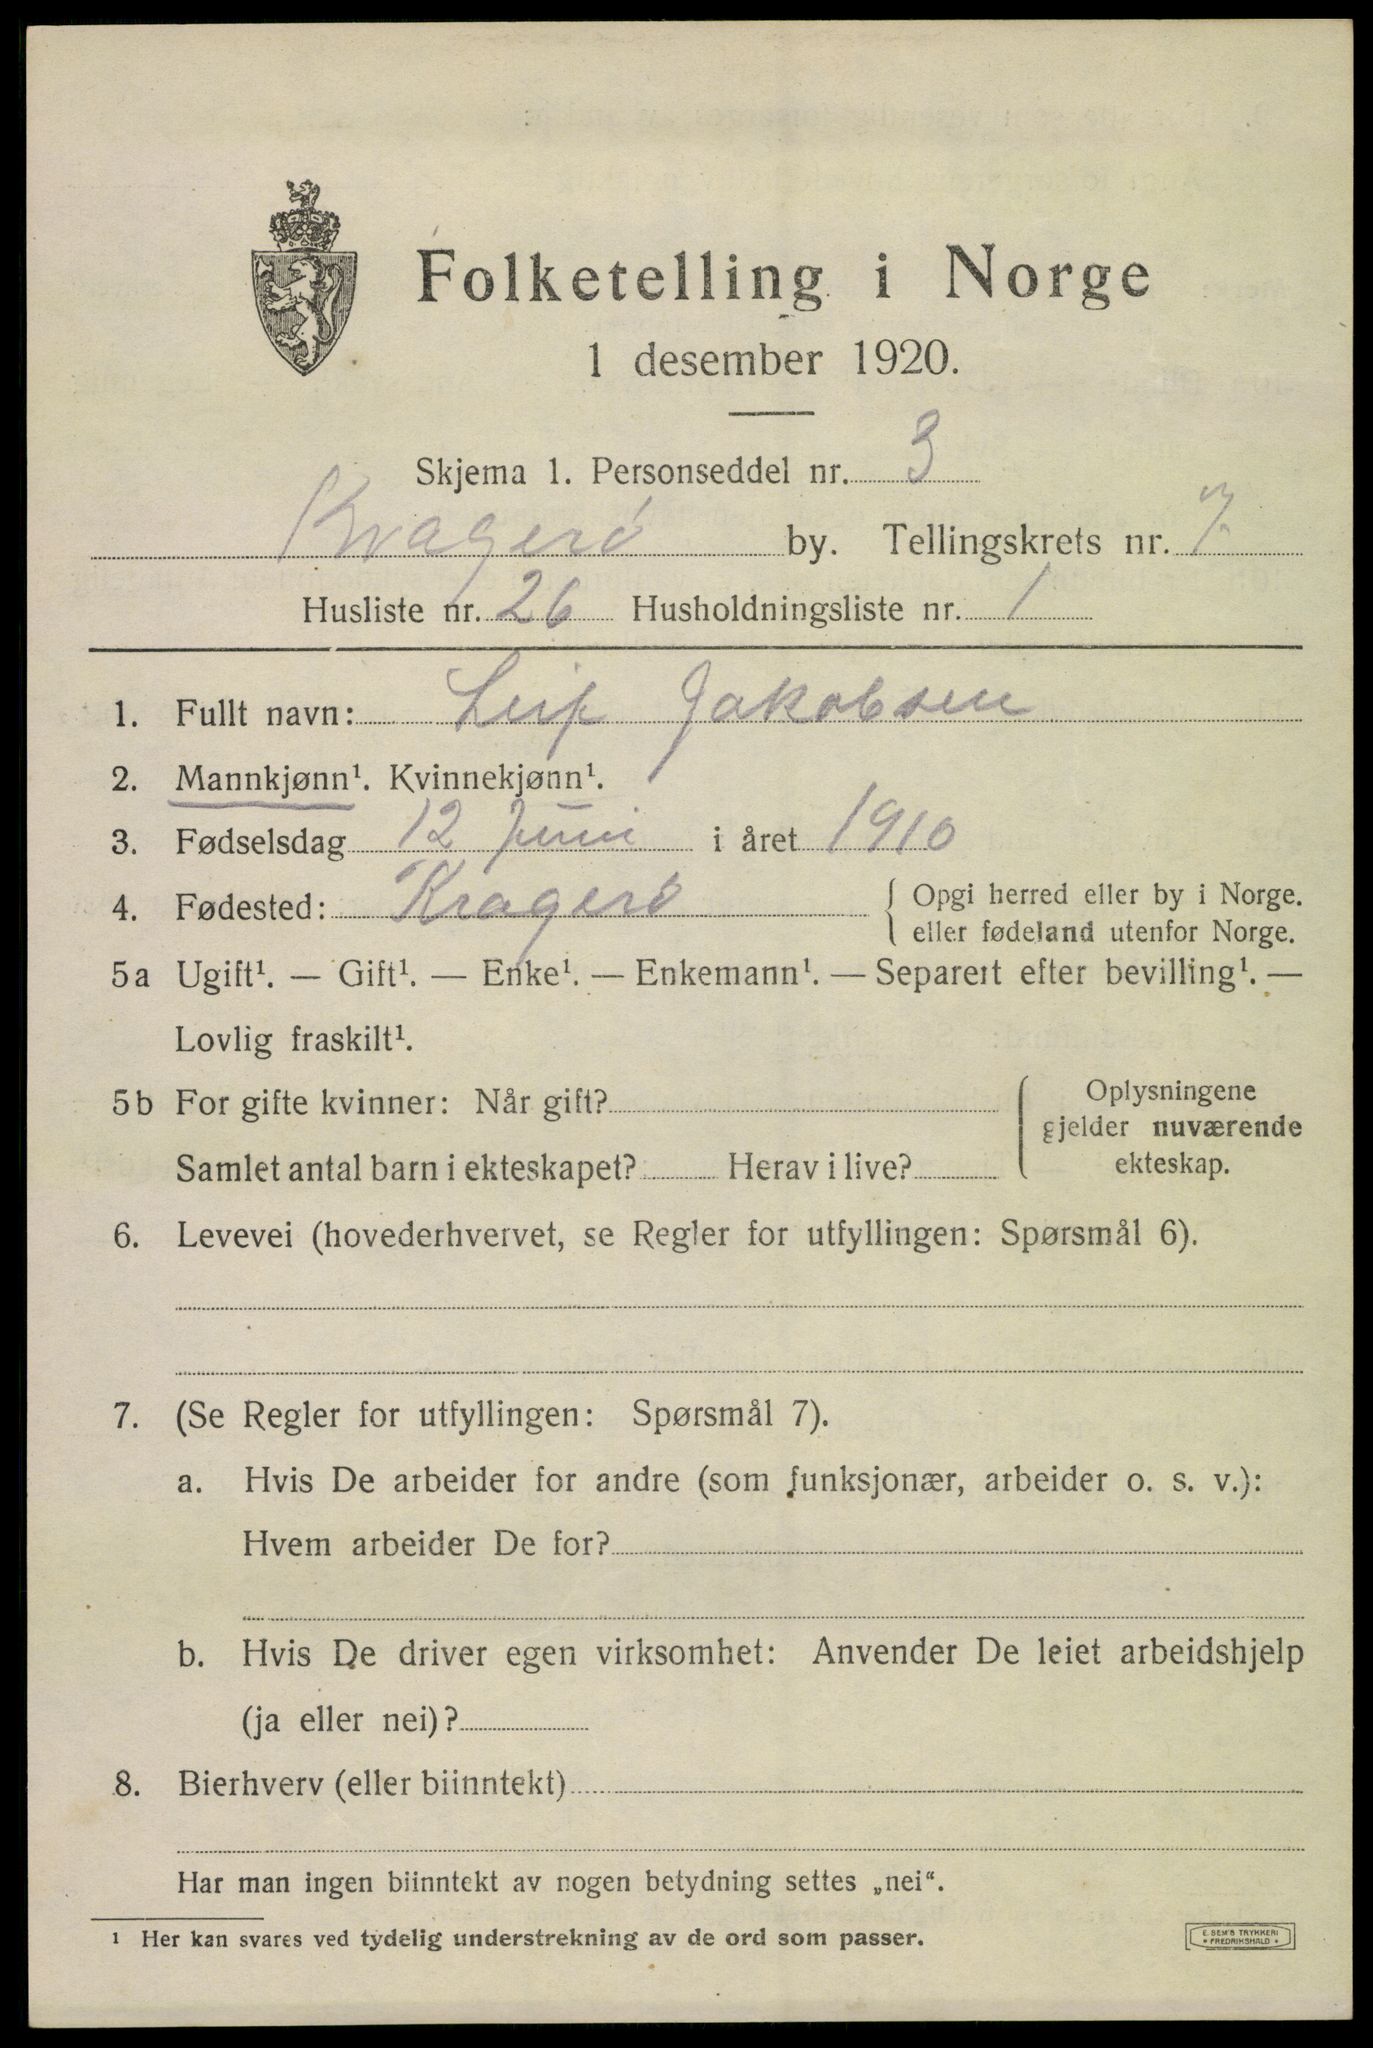 Folketelling i Norge
1 desember 1920.
Skjema 1. Personseddel nr. 3
Kragerø by. Tellingskrets nr. 7.
Husliste nr. 26 Husholdningsliste nr. 1
1. Fullt navn: Leif Jakobsen
2. Mannkjønn¹. Kvinnekjønn¹.
3. Fødselsdag 12 Juni i året 1910
4. Fødested: Kragerø { Opgi herred eller by i Norge.
eller fødeland utenfor Norge.
5a Ugift¹. — Gift¹. — Enke¹. — Enkemann¹. — Separert efter bevilling¹. —
Lovlig fraskilt¹.
5b For gifte kvinner: Når gift? { Oplysningene
gjelder nuværende
Samlet antal barn i ekteskapet? Herav i live? ekteskap.
6. Levevei (hovederhvervet, se Regler for utfyllingen: Spørsmål 6).
7. (Se Regler for utfyllingen: Spørsmål 7).
a. Hvis De arbeider for andre (som funksjonær, arbeider o. s. v.):
Hvem arbeider De for?
b. Hvis De driver egen virksomhet: Anvender De leiet arbeidshjelp
(ja eller nei)?
8. Bierhverv (eller biinntekt)
Har man ingen biinntekt av nogen betydning settes „nei“.
¹ Her kan svares ved tydelig understrekning av de ord som passer.
E. SEM'S TRYKKERI
• FREDRIKSHALD •